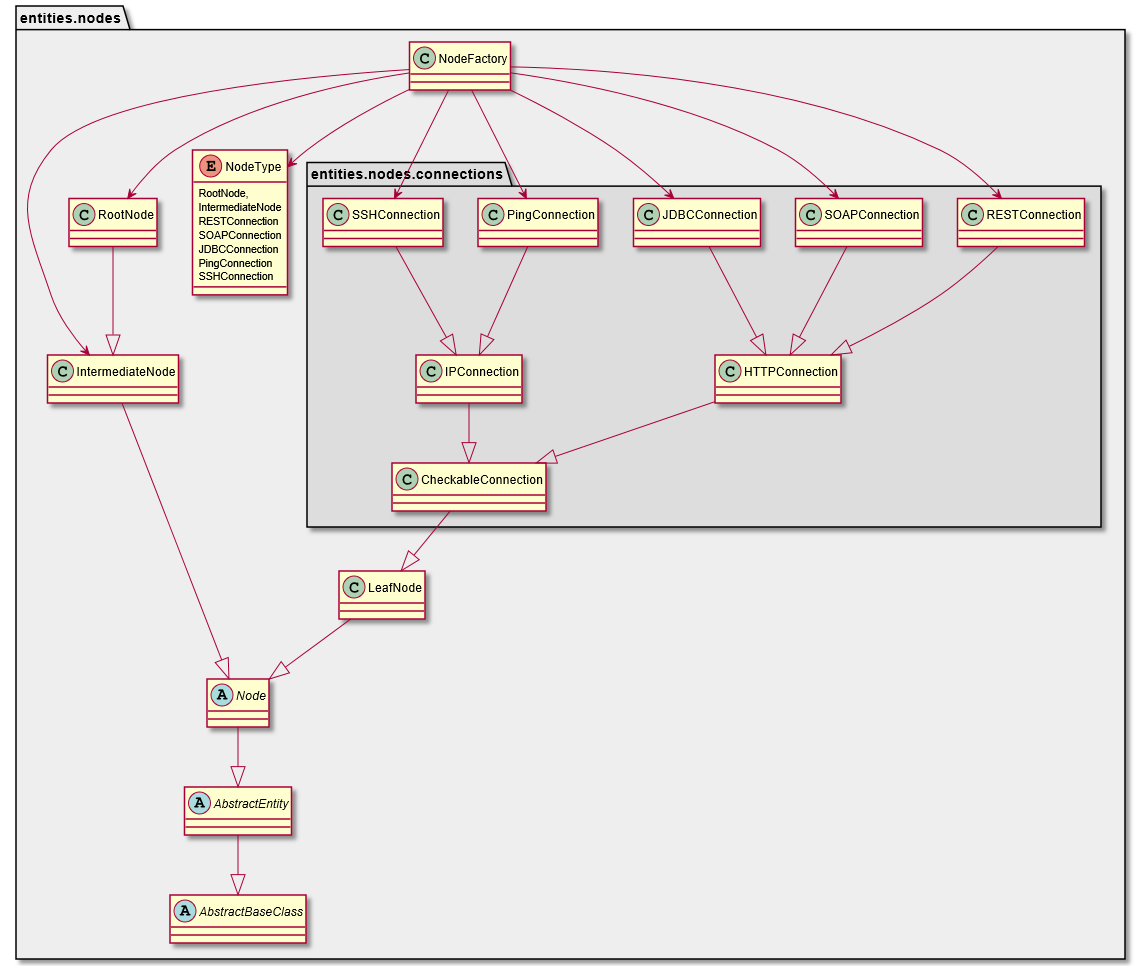 entities.nodes
C NodeFactory
E NodeType
RootNode,
IntermediateNode
RESTConnection
SOAPConnection
JDBCConnection
PingConnection
SSHConnection
entities.nodes.connections
C RootNode
C SSHConnection
C PingConnection
C JDBCConnection
C SOAPConnection
C RESTConnection
C IntermediateNode
C IPConnection
C HTTPConnection
C CheckableConnection
C LeafNode
A Node
A AbstractEntity
A AbstractBaseClass